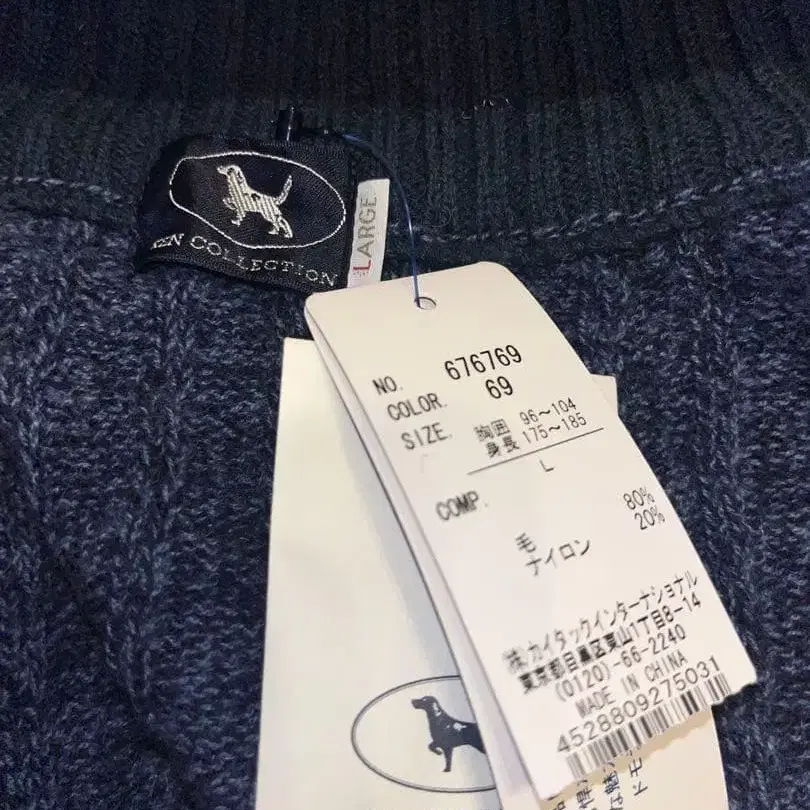 KEN COLLECTION
LARGE
NO. 676769
COLOR. 69
SIZE. 胸囲 96～104
身長 175～185
L
COMP.
毛 80%
ナイロン 20%
(株)カイタックインターナショナル
東京都目黒区東山1丁目8-14
(0120)-66-2240
MADE IN CHINA
4528809275031